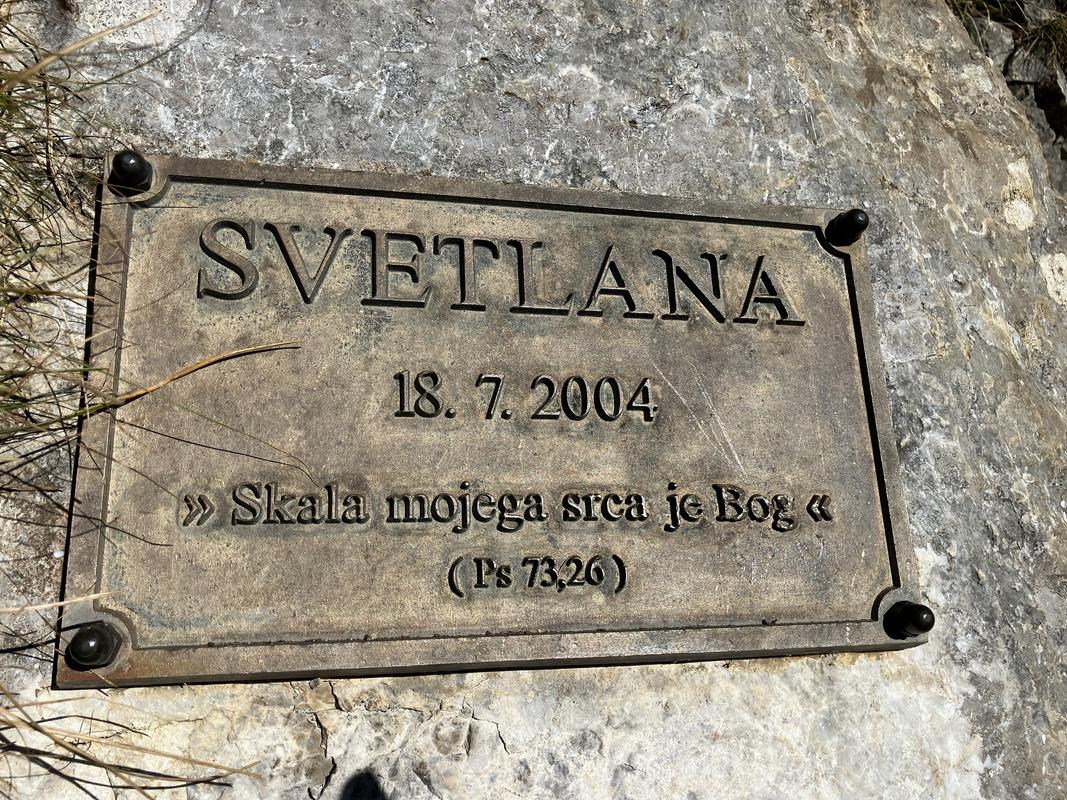 SVETLANA
18. 7. 2004
» Skala mojega srca je Bog «
( Ps 73,26 )